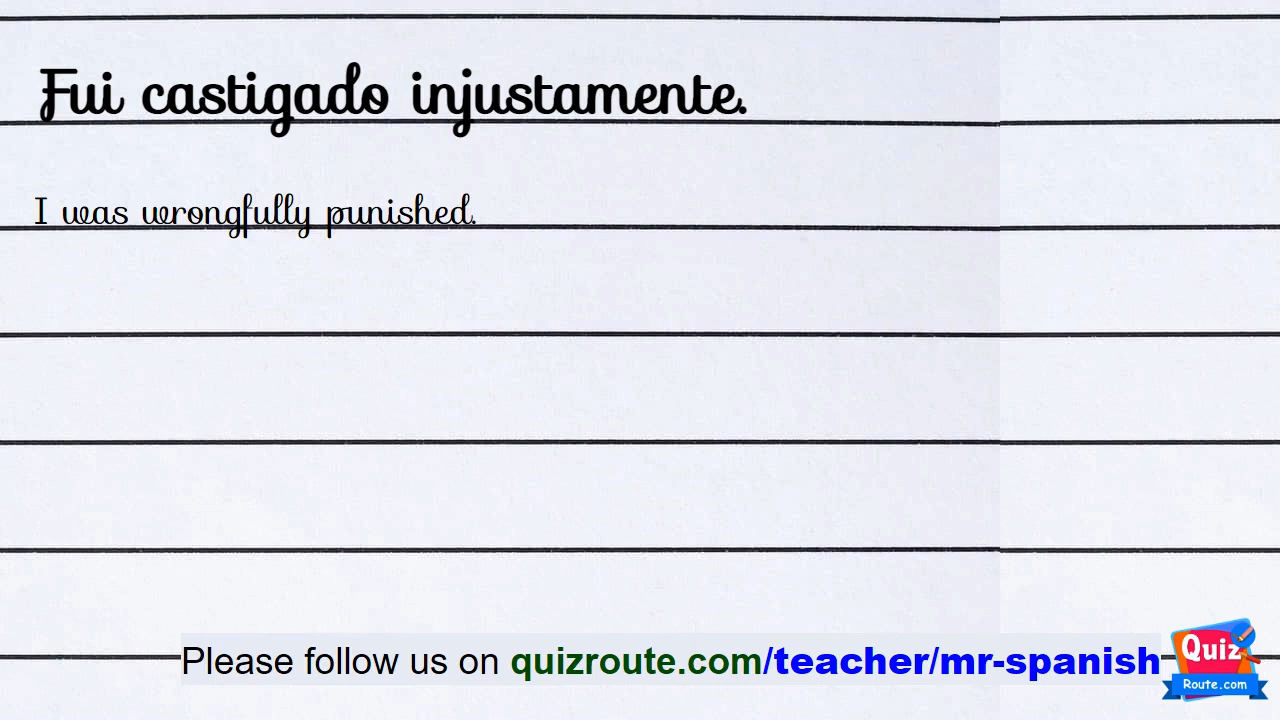 Fui castigado injustamente.
I was wrongfully punished.
Please follow us on quizroute.com/teacher/mr-spanish
Quiz
Route.com